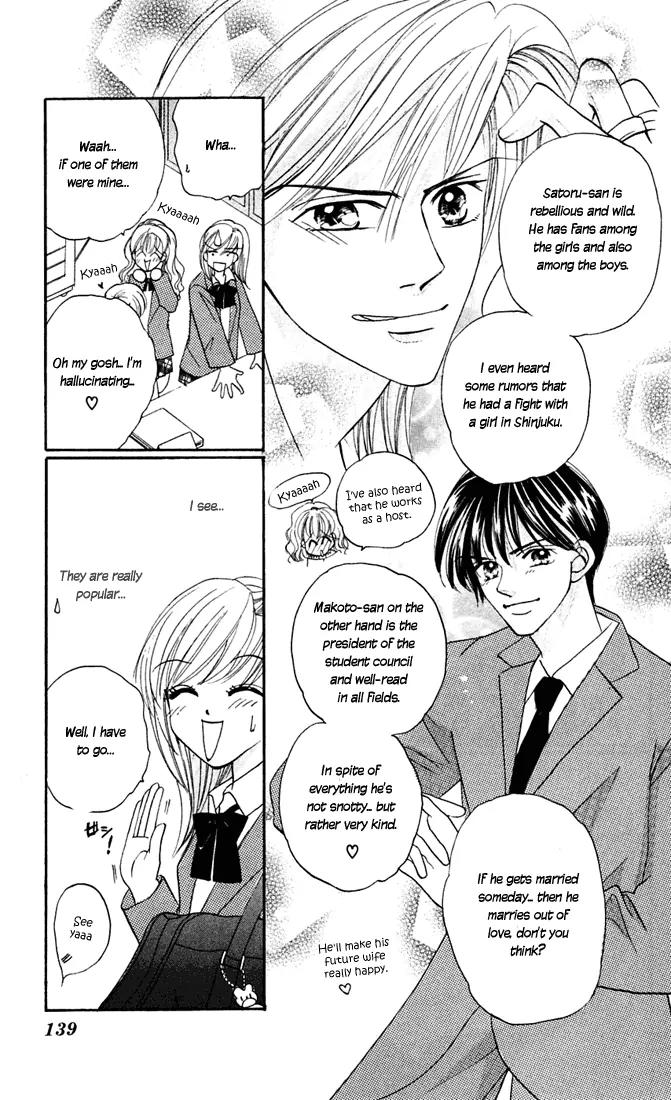 Satoru-san is
rebellious and wild.
He has fans among
the girls and also
among the boys.
I even heard
some rumors that
he had a fight with
a girl in Shinjuku.
Kyaaaah
I've also heard
that he works
as a host.
Makoto-san on the
other hand is the
president of the
student council
and well-read
in all fields.
In spite of
everything he's
not snotty... but
rather very kind.
♡
IF he gets married
someday... then he
marries out of
love, don't you
think?
He'll make his
future wife
really happy.
♡
Wha...
Waah...
if one of them
were mine...
Kyaaaah
Kyaaah
♡
Oh my gosh... I'm
hallucinating...
♡
I see...
They are really
popular...
Well, I have
to go...
ゼシ!
See
yaaa
139